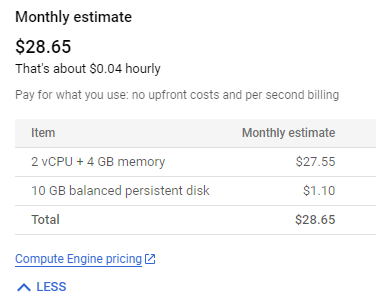 Monthly estimate
$28.65
That's about $0.04 hourly
Pay for what you use: no upfront costs and per second billing
Item Monthly estimate
2 vCPU + 4 GB memory $27.55
10 GB balanced persistent disk $1.10
Total $28.65
Compute Engine pricing
LESS